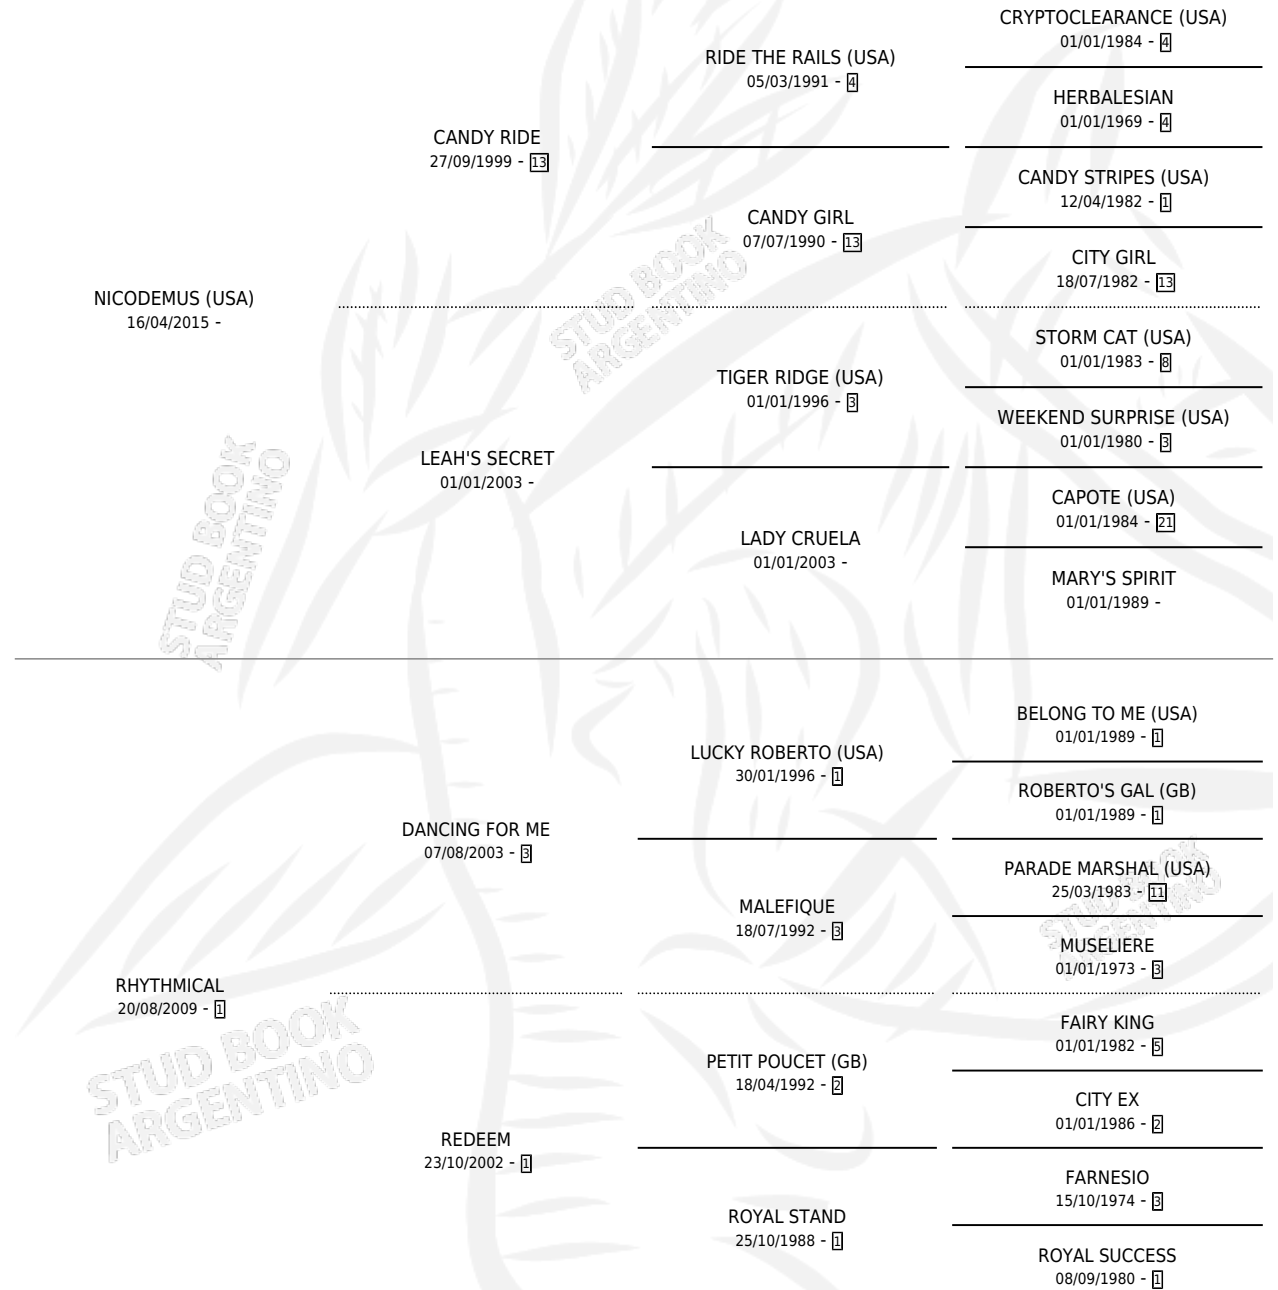 CRYPTOCLEARANCE (USA)
01/01/1984 - 4
RIDE THE RAILS (USA)
05/03/1991 - 4
HERBALESIAN
01/01/1969 - 4
CANDY RIDE
27/09/1999 - 13
CANDY STRIPES (USA)
12/04/1982 - 1
CANDY GIRL
07/07/1990 - 13
CITY GIRL
18/07/1982 - 13
NICODEMUS (USA)
16/04/2015 -
STORM CAT (USA)
01/01/1983 - 8
TIGER RIDGE (USA)
01/01/1996 - 3
WEEKEND SURPRISE (USA)
01/01/1980 - 3
LEAH'S SECRET
01/01/2003 -
CAPOTE (USA)
01/01/1984 - 21
LADY CRUELA
01/01/2003 -
MARY'S SPIRIT
01/01/1989 -
STUD BOOK
ARGENTINO
STUD BOOK
ARGENTINO
BELONG TO ME (USA)
01/01/1989 - 1
LUCKY ROBERTO (USA)
30/01/1996 - 1
ROBERTO'S GAL (GB)
01/01/1989 - 1
DANCING FOR ME
07/08/2003 - 3
PARADE MARSHAL (USA)
25/03/1983 - 11
MALEFIQUE
18/07/1992 - 3
MUSELIERE
01/01/1973 - 3
STUD BOOK
ARGENTINO
RHYTHMICAL
20/08/2009 - 1
FAIRY KING
01/01/1982 - 5
PETIT POUCET (GB)
18/04/1992 - 2
CITY EX
01/01/1986 - 2
STUD BOOK
ARGENTINO
REDEEM
23/10/2002 - 1
FARNESIO
15/10/1974 - 3
ROYAL STAND
25/10/1988 - 1
ROYAL SUCCESS
08/09/1980 - 1